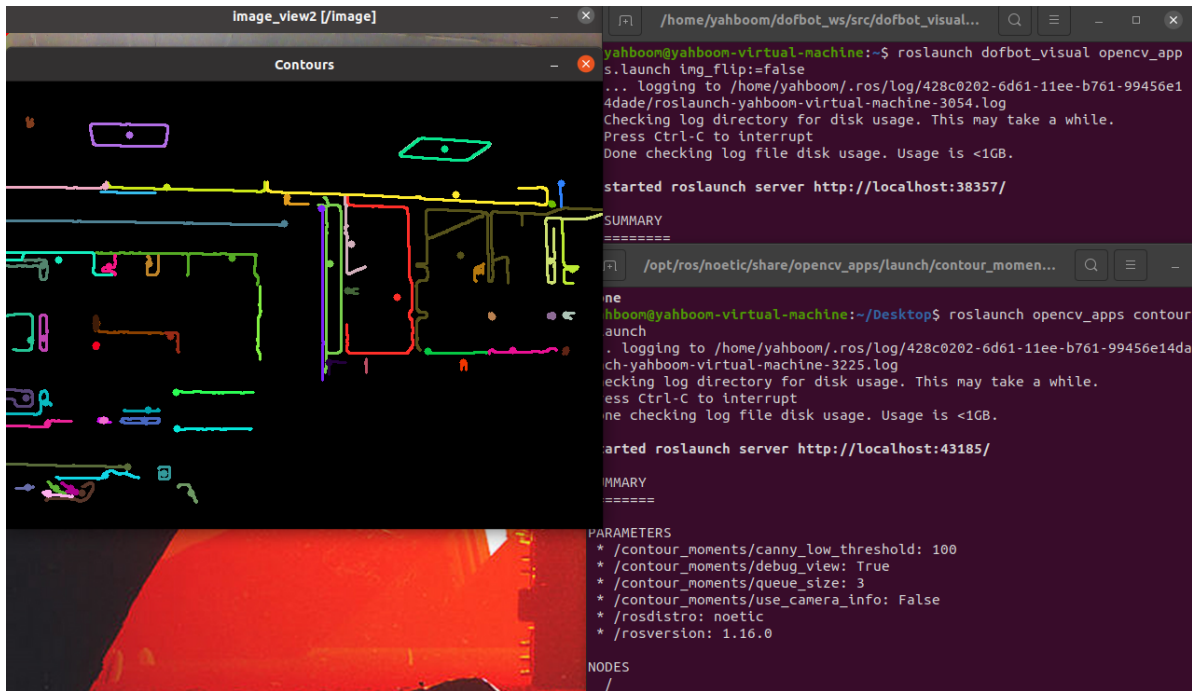 image_view2 [/image]
Contours
/home/yahboom/dofbot_ws/src/dofbot_visual...
yahboom@yahboom-virtual-machine:~$ roslaunch dofbot_visual opencv_app
s.launch img_flip:=false
... logging to /home/yahboom/.ros/log/428c0202-6d61-11ee-b761-99456e1
4dade/roslaunch-yahboom-virtual-machine-3054.log
Checking log directory for disk usage. This may take a while.
Press Ctrl-C to interrupt
Done checking log file disk usage. Usage is <1GB.
started roslaunch server http://localhost:38357/
SUMMARY
========
/opt/ros/noetic/share/opencv_apps/launch/contour_momen...
one
hboom@yahboom-virtual-machine:~/Desktop$ roslaunch opencv_apps contour
launch
.. logging to /home/yahboom/.ros/log/428c0202-6d61-11ee-b761-99456e14da
ch-yahboom-virtual-machine-3225.log
ecking log directory for disk usage. This may take a while.
ess Ctrl-C to interrupt
ne checking log file disk usage. Usage is <1GB.
tarted roslaunch server http://localhost:43185/
UMMARY
=======
PARAMETERS
* /contour_moments/canny_low_threshold: 100
* /contour_moments/debug_view: True
* /contour_moments/queue_size: 3
* /contour_moments/use_camera_info: False
* /rosdistro: noetic
* /rosversion: 1.16.0
NODES
/